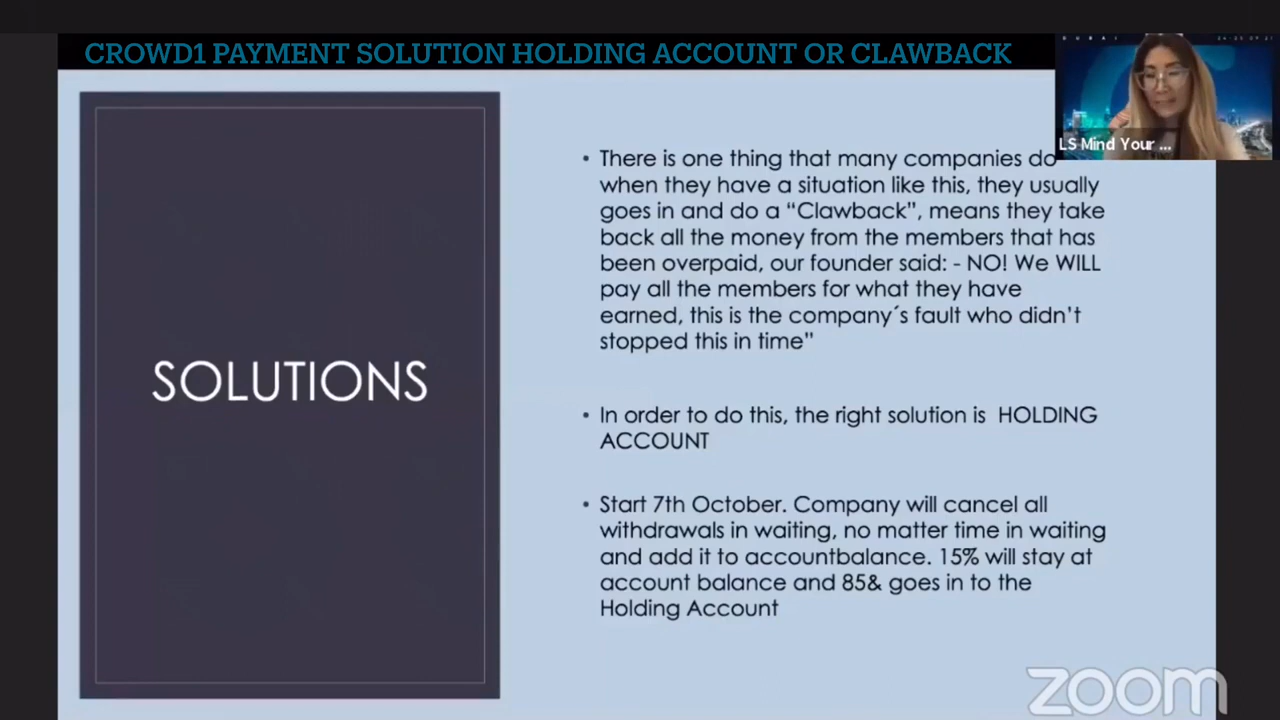 CROWD1 PAYMENT SOLUTION HOLDING ACCOUNT OR CLAWBACK
DUBAI
LS Mind Your ...
SOLUTIONS
• There is one thing that many companies do
when they have a situation like this, they usually
goes in and do a “Clawback”, means they take
back all the money from the members that has
been overpaid, our founder said: - NO! We WILL
pay all the members for what they have
earned, this is the company´s fault who didn’t
stopped this in time”
• In order to do this, the right solution is  HOLDING
ACCOUNT
• Start 7th October. Company will cancel all
withdrawals in waiting, no matter time in waiting
and add it to accountbalance. 15% will stay at
account balance and 85& goes in to the
Holding Account
zoom